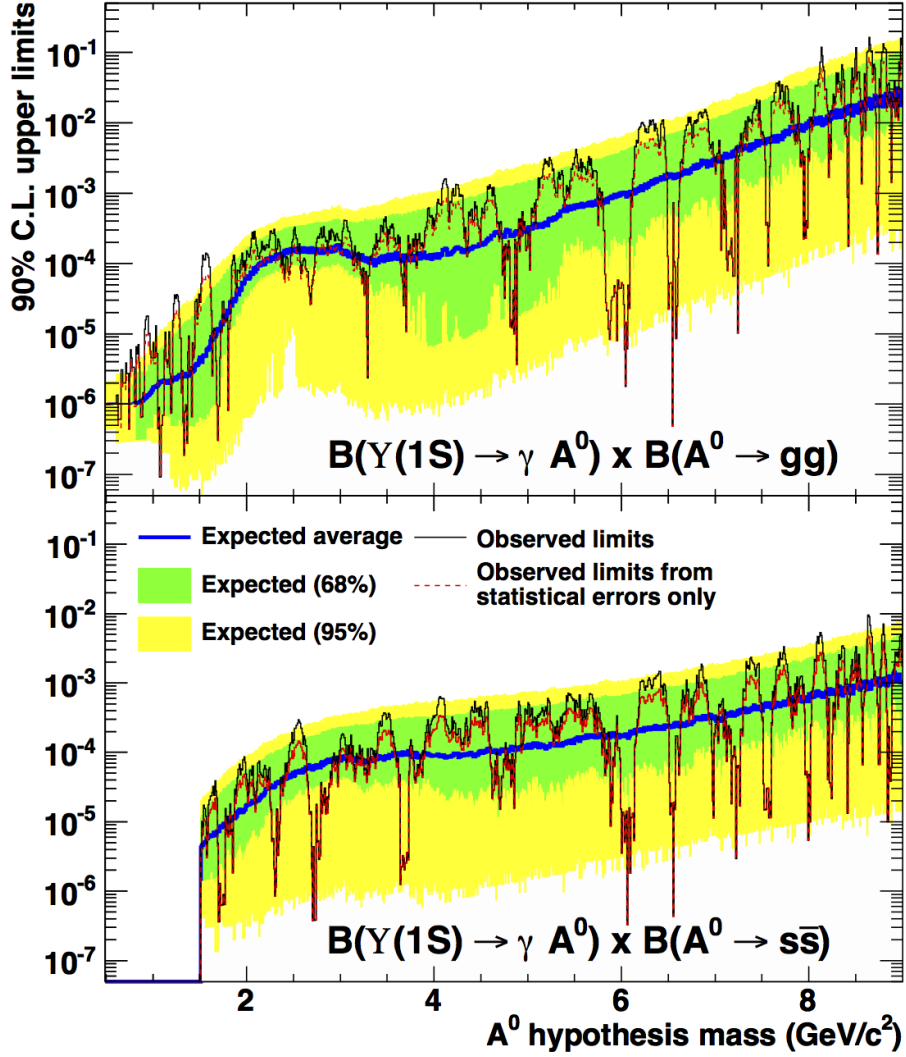 90% C.L. upper limits
10⁻¹
10⁻²
10⁻³
10⁻⁴
10⁻⁵
10⁻⁶
10⁻⁷
B(Υ(1S) → γ A⁰) x B(A⁰ → gg)
10⁻¹
10⁻²
10⁻³
10⁻⁴
10⁻⁵
10⁻⁶
10⁻⁷
Expected average
Expected (68%)
Expected (95%)
Observed limits
Observed limits from
statistical errors only
B(Υ(1S) → γ A⁰) x B(A⁰ → ss̅)
2 4 6 8
A⁰ hypothesis mass (GeV/c²)